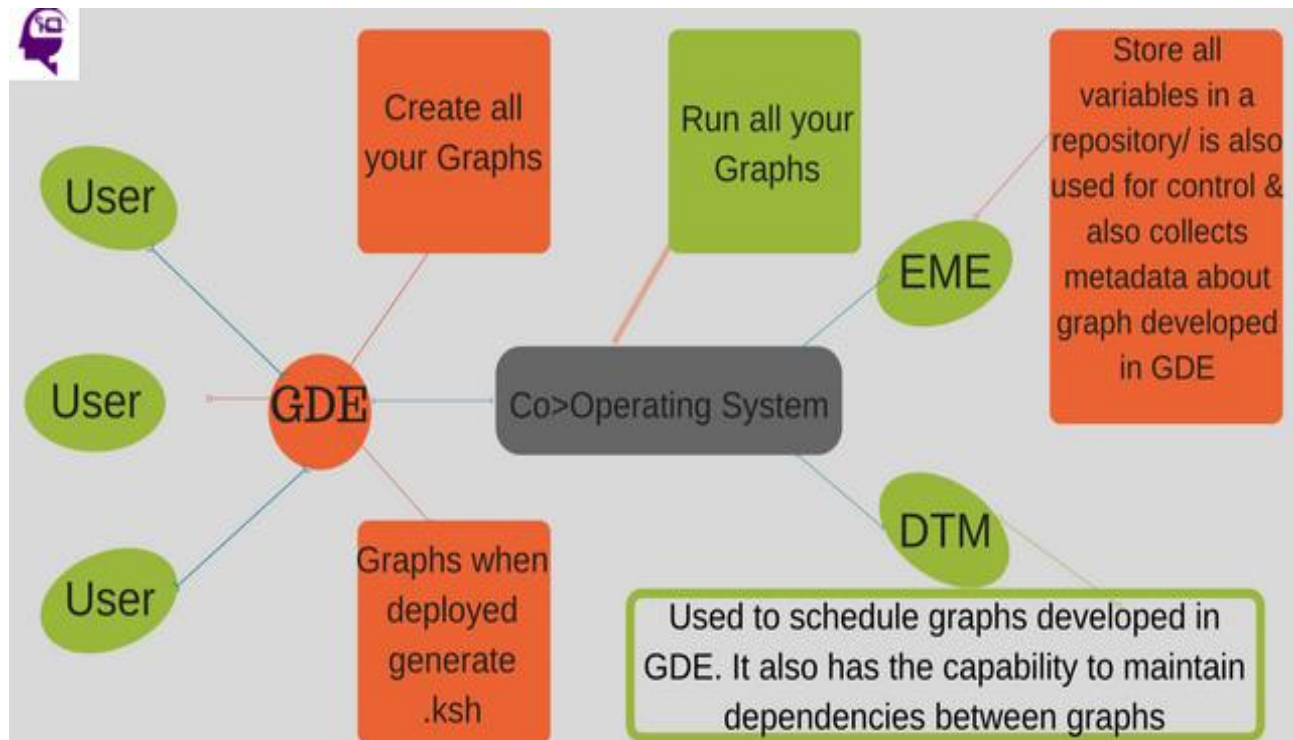 iQ
User
User
User
GDE
Create all
your Graphs
Graphs when
deployed
generate
.ksh
Run all your
Graphs
Co>Operating System
EME
Store all
variables in a
repository/ is also
used for control &
also collects
metadata about
graph developed
in GDE
DTM
Used to schedule graphs developed in
GDE. It also has the capability to maintain
dependencies between graphs